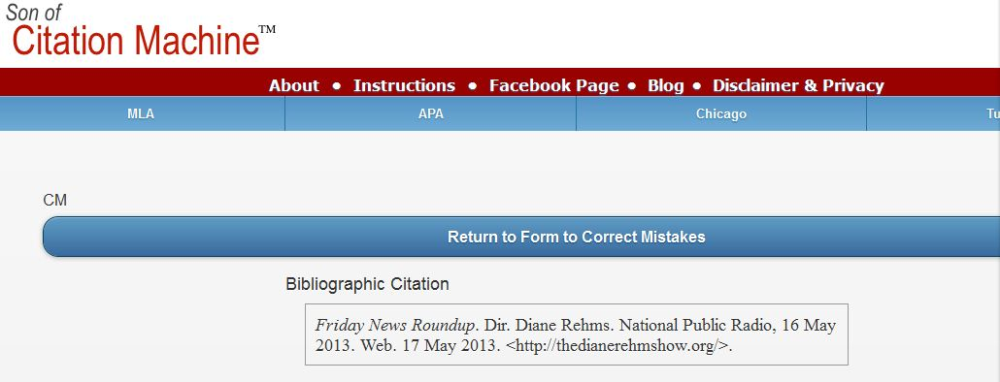 Son of
Citation Machine™
About • Instructions • Facebook Page • Blog • Disclaimer & Privacy
MLA APA Chicago Tu
CM
Return to Form to Correct Mistakes
Bibliographic Citation
Friday News Roundup. Dir. Diane Rehms. National Public Radio, 16 May
2013. Web. 17 May 2013. <http://thedianerehmshow.org/>.